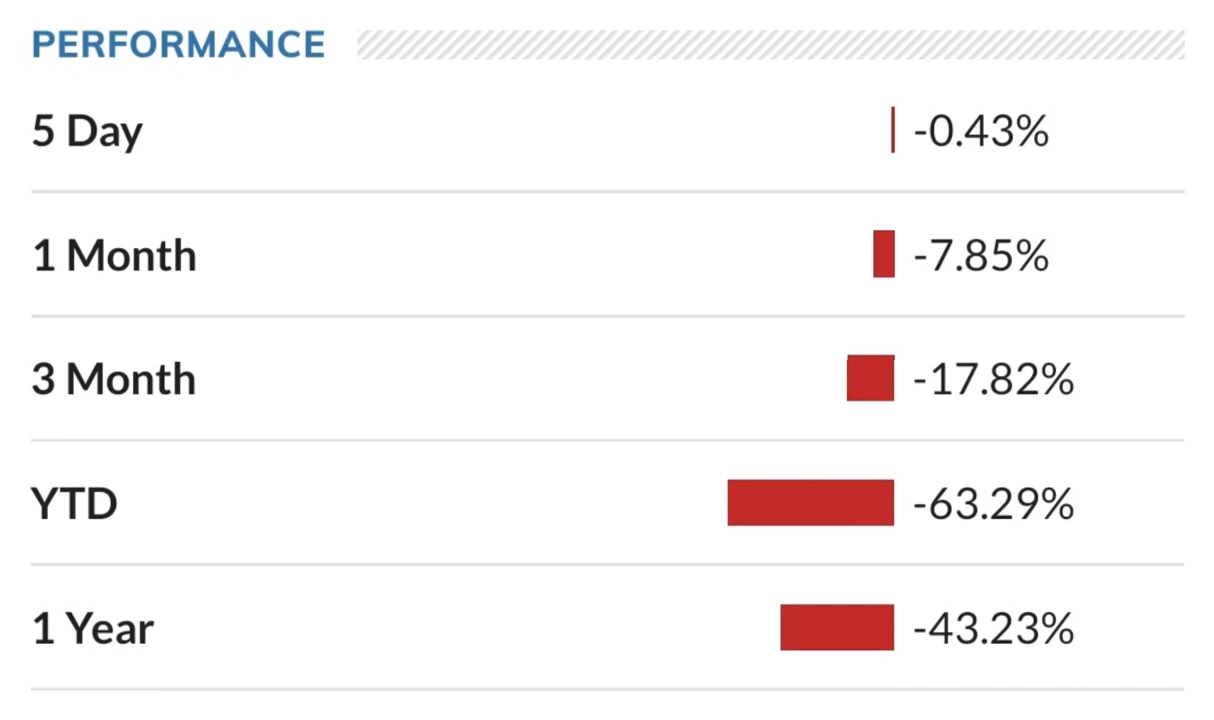 PERFORMANCE
5 Day -0.43%
1 Month -7.85%
3 Month -17.82%
YTD -63.29%
1 Year -43.23%